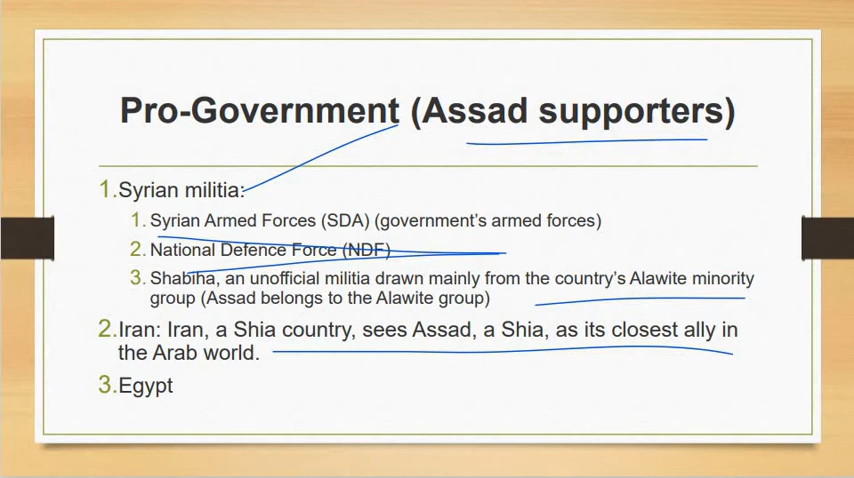 Pro-Government (Assad supporters)
1.Syrian militia:
1. Syrian Armed Forces (SDA) (government's armed forces)
2. National Defence Force (NDF)
3. Shabiha, an unofficial militia drawn mainly from the country's Alawite minority
group (Assad belongs to the Alawite group)
2.Iran: Iran, a Shia country, sees Assad, a Shia, as its closest ally in
the Arab world.
3.Egypt